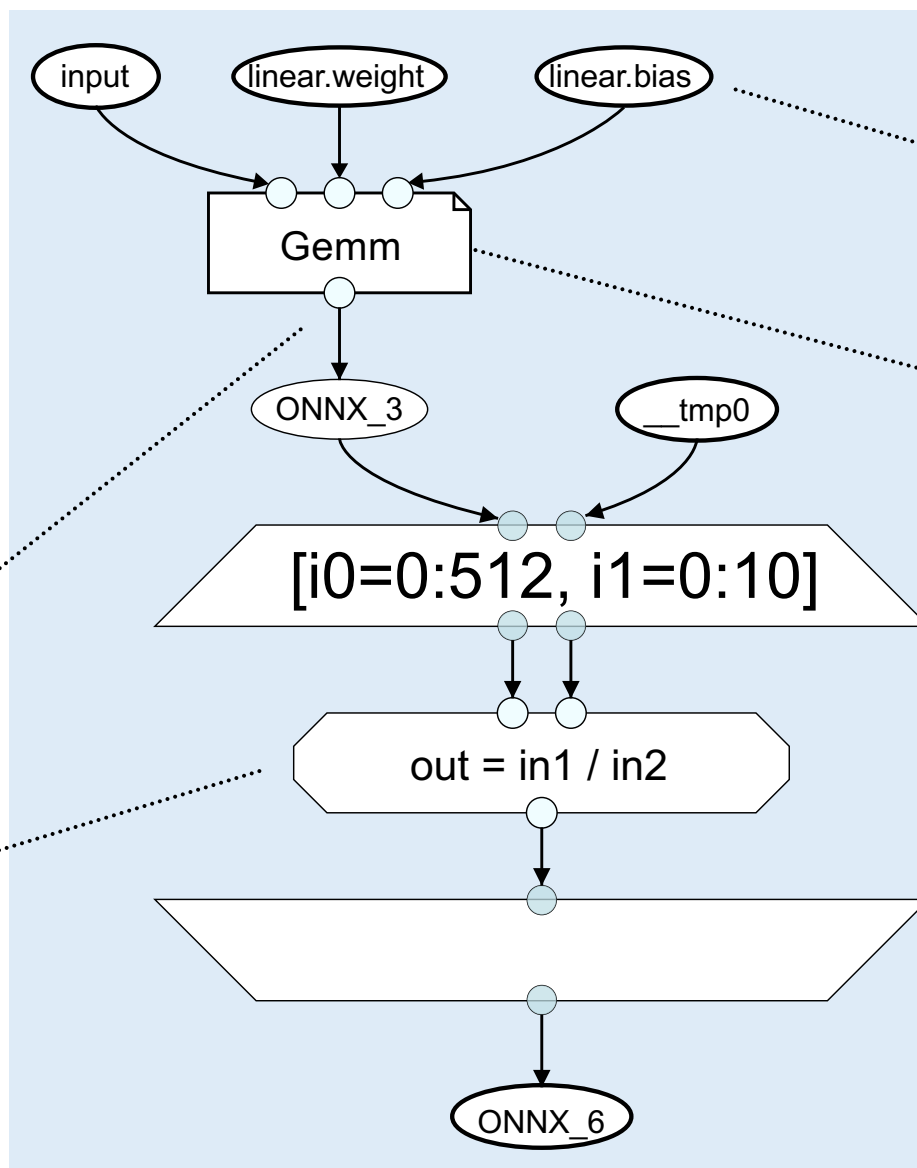 input
linear.weight
linear.bias
Gemm
ONNX_3
__tmp0
[i0=0:512, i1=0:10]
out = in1 / in2
ONNX_6